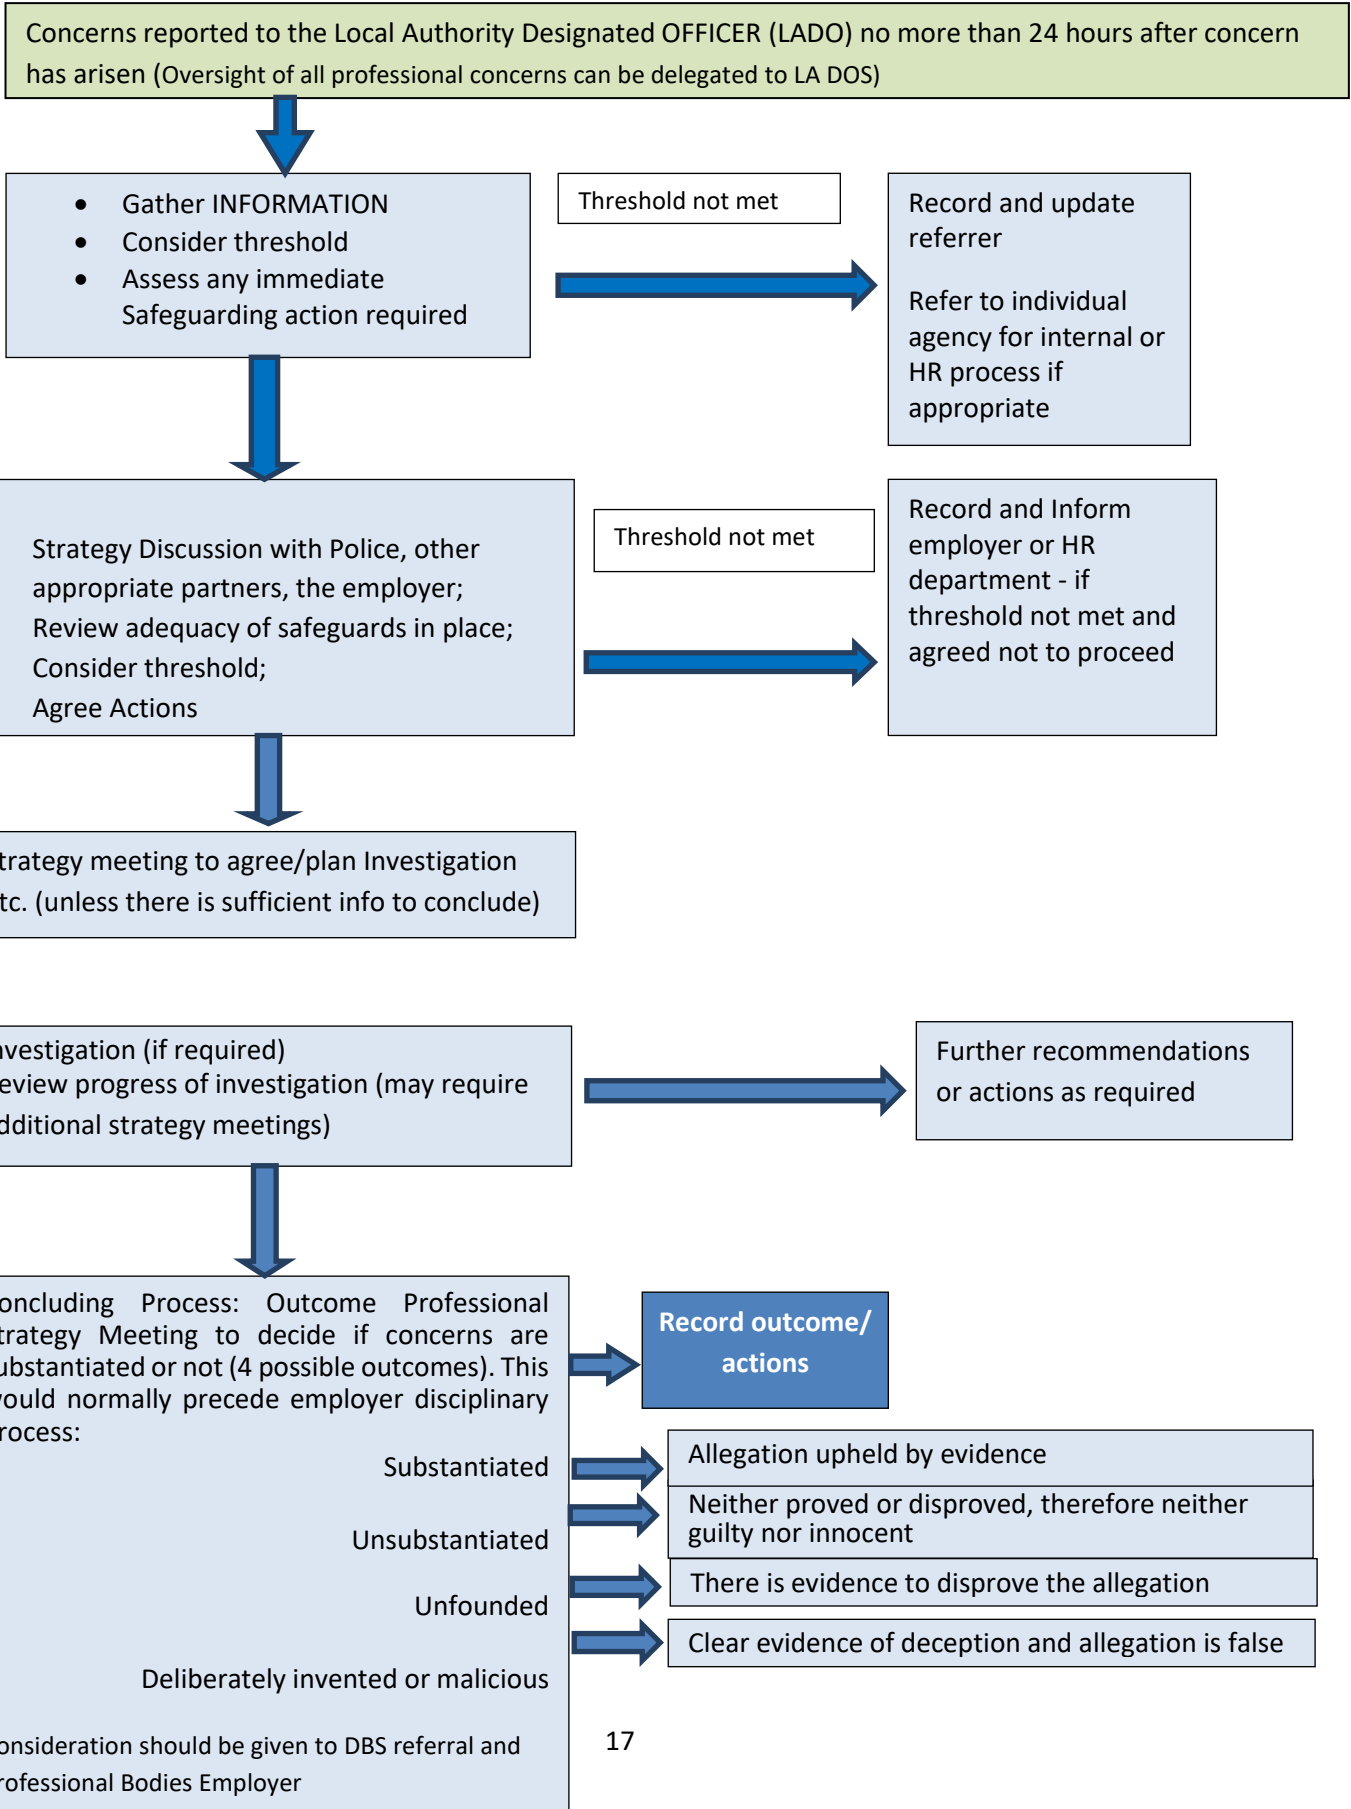 Concerns reported to the Local Authority Designated OFFICER (LADO) no more than 24 hours after concern
has arisen (Oversight of all professional concerns can be delegated to LA DOS)
• Gather INFORMATION
• Consider threshold
• Assess any immediate
Safeguarding action required
Threshold not met
Record and update
referrer
Refer to individual
agency for internal or
HR process if
appropriate
Strategy Discussion with Police, other
appropriate partners, the employer;
Review adequacy of safeguards in place;
Consider threshold;
Agree Actions
Threshold not met
Record and Inform
employer or HR
department - if
threshold not met and
agreed not to proceed
trategy meeting to agree/plan Investigation
tc. (unless there is sufficient info to conclude)
nvestigation (if required)
eview progress of investigation (may require
dditional strategy meetings)
Further recommendations
or actions as required
oncluding Process: Outcome Professional
trategy Meeting to decide if concerns are
ubstantiated or not (4 possible outcomes). This
would normally precede employer disciplinary
rocess:
Substantiated
Unsubstantiated
Unfounded
Deliberately invented or malicious
onsideration should be given to DBS referral and
rofessional Bodies Employer
Record outcome/
actions
Allegation upheld by evidence
Neither proved or disproved, therefore neither
guilty nor innocent
There is evidence to disprove the allegation
Clear evidence of deception and allegation is false
17